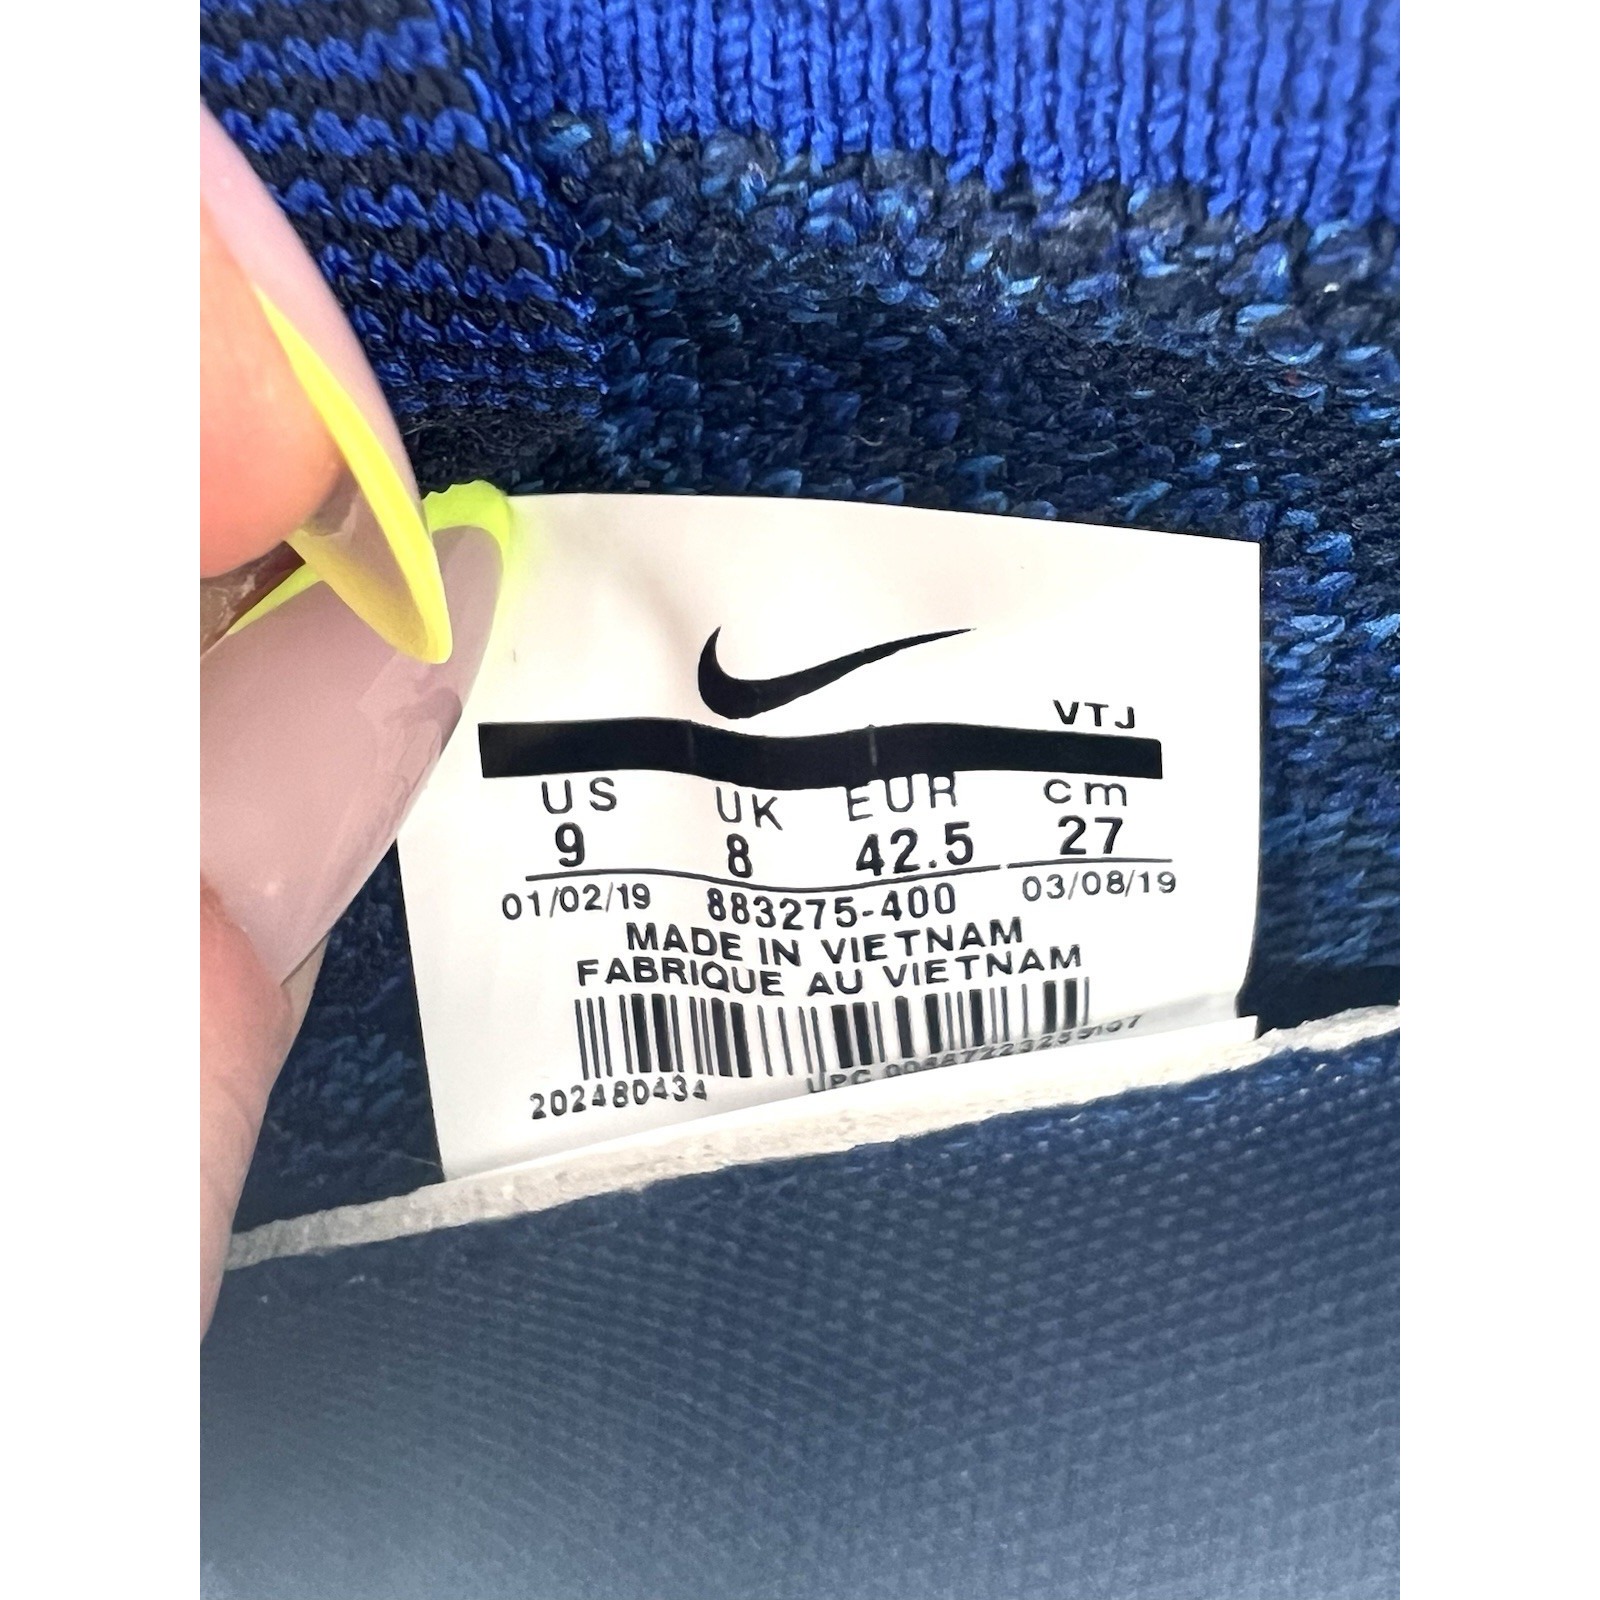 VTJ
US UK EUR cm
9 8 42.5 27
01/02/19 883275-400 03/08/19
MADE IN VIETNAM
FABRIQUE AU VIETNAM
202480434 UPC